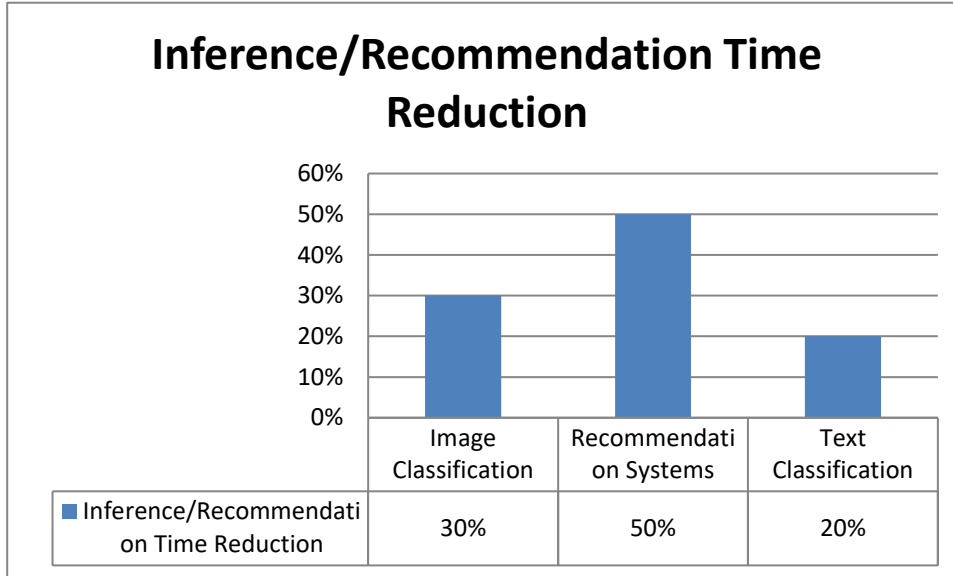 Inference/Recommendation Time
Reduction
60%
50%
40%
30%
20%
10%
0%
Image
Classification
Recommendati
on Systems
Text
Classification
Inference/Recommendati
on Time Reduction
30%
50%
20%